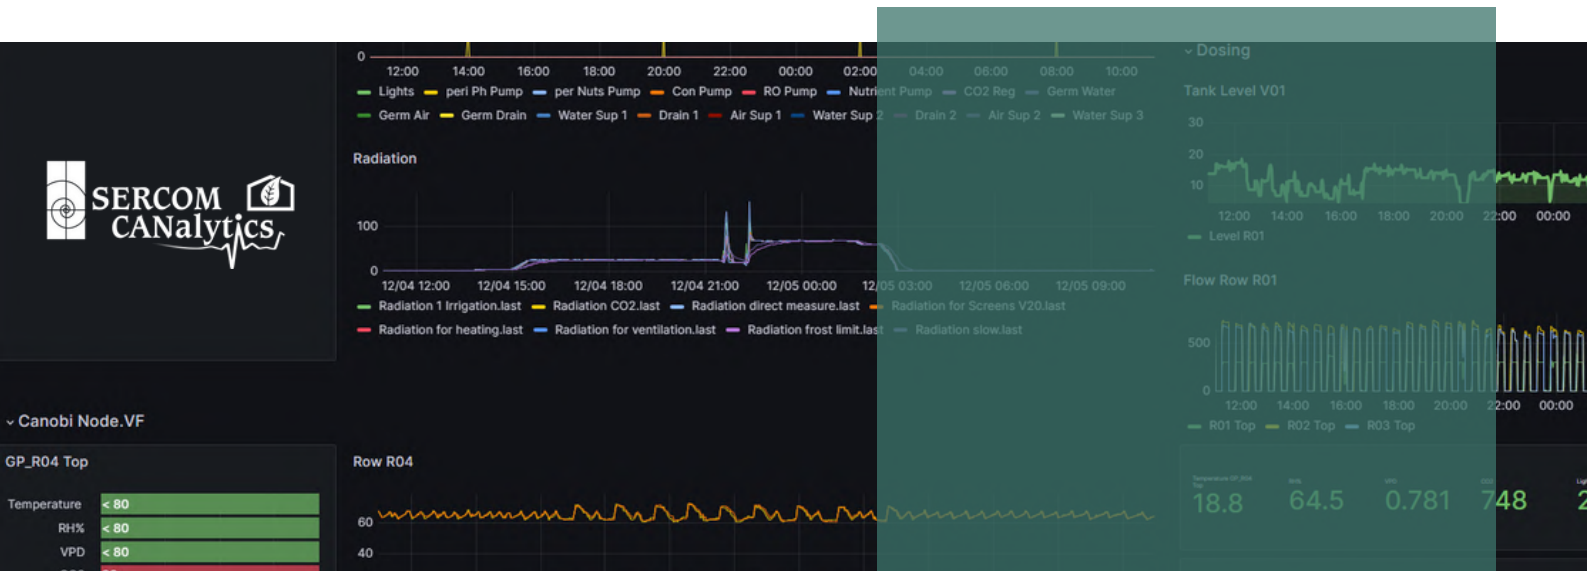 SERCOM
CANalytics
0
12:00 14:00 16:00 18:00 20:00 22:00 00:00 02:00 04:00 06:00 08:00 10:00
Lights peri Ph Pump per Nuts Pump Con Pump RO Pump Nutrient Pump CO2 Reg Germ Water
Germ Air Germ Drain Water Sup 1 Drain 1 Air Sup 1 Water Sup 2 Drain 2 Air Sup 2 Water Sup 3
Radiation
100
0
12/04 12:00 12/04 15:00 12/04 18:00 12/04 21:00 12/05 00:00 12/05 03:00 12/05 06:00 12/05 09:00
Radiation 1 Irrigation.last Radiation CO2.last Radiation direct measure.last Radiation for Screens V20.last
Radiation for heating.last Radiation for ventilation.last Radiation frost limit.last Radiation slow.last
Dosing
Tank Level V01
30
20
10
12:00 14:00 16:00 18:00 20:00 22:00 00:00
Level R01
Flow Row R01
500
0
12:00 14:00 16:00 18:00 20:00 22:00 00:00
R01 Top R02 Top R03 Top
Canobi Node.VF
GP_R04 Top
Temperature < 80
RH% < 80
VPD < 80
Row R04
60
40
Temperature GP_R04
Top
18.8
RH%
64.5
VPD
0.781
748